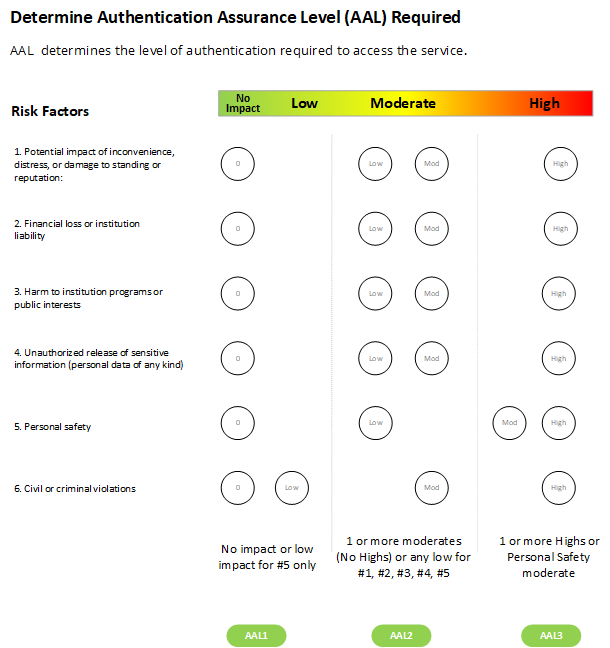 Determine Authentication Assurance Level (AAL) Required
AAL determines the level of authentication required to access the service.
Risk Factors
No
Impact
Low
Moderate
High
1. Potential impact of inconvenience,
distress, or damage to standing or
reputation:
0
Low
Mod
High
2. Financial loss or institution
liability
0
Low
Mod
High
3. Harm to institution programs or
public interests
0
Low
Mod
High
4. Unauthorized release of sensitive
information (personal data of any kind)
0
Low
Mod
High
5. Personal safety
0
Low
Mod
High
6. Civil or criminal violations
0
Low
Mod
High
No impact or low
impact for #5 only
1 or more moderates
(No Highs) or any low for
#1, #2, #3, #4, #5
1 or more Highs or
Personal Safety
moderate
AAL1
AAL2
AAL3